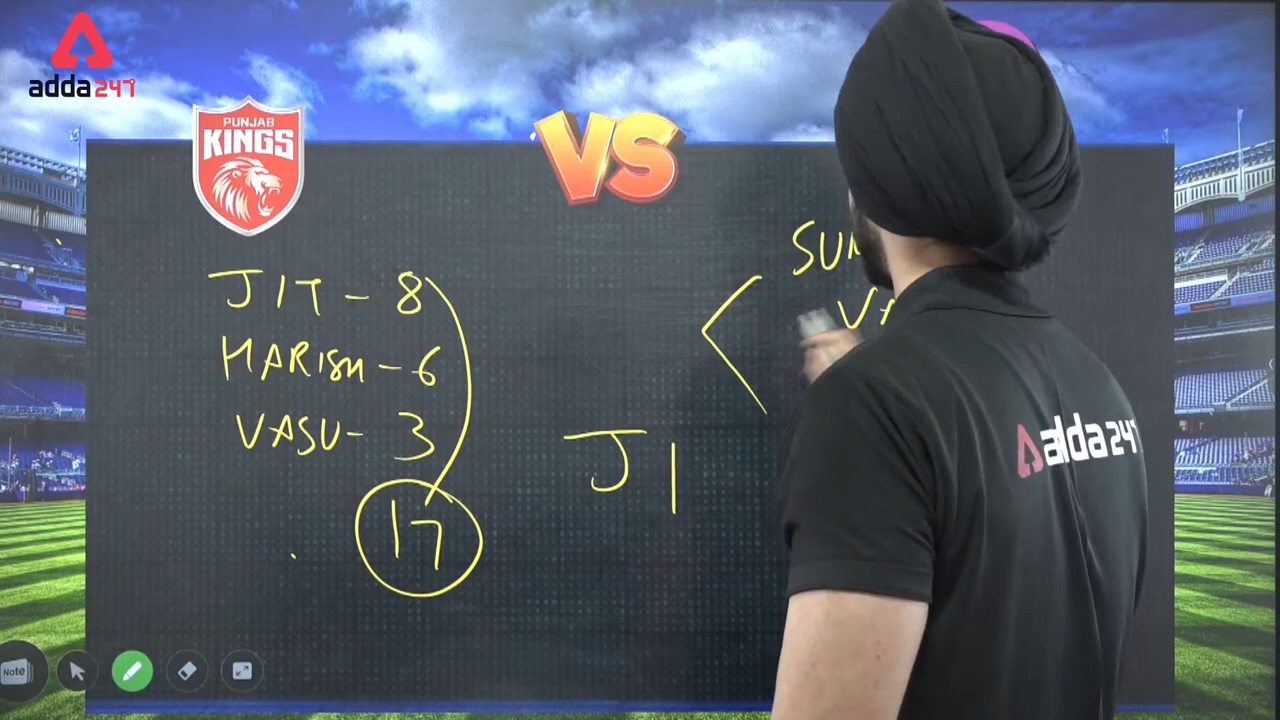 adda247
PUNJAB
KINGS
VS
JIT - 8
HARISH - 6
VASU - 3
17
J1
adda247
Note